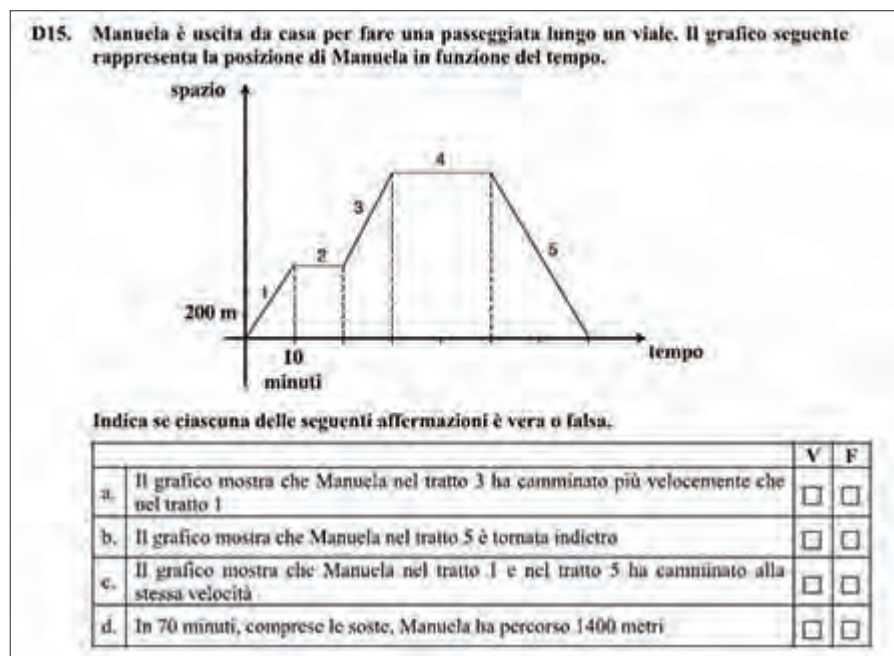 D15. Manuela è uscita da casa per fare una passeggiata lungo un viale. Il grafico seguente
rappresenta la posizione di Manuela in funzione del tempo.
spazio
4
3
2
5
1
200 m
10
minuti
tempo
Indica se ciascuna delle seguenti affermazioni è vera o falsa.
V F
a. Il grafico mostra che Manuela nel tratto 3 ha camminato più velocemente che
nel tratto 1
b. Il grafico mostra che Manuela nel tratto 5 è tornata indietro
c. Il grafico mostra che Manuela nel tratto 1 e nel tratto 5 ha camminato alla
stessa velocità
d. In 70 minuti, comprese le soste, Manuela ha percorso 1400 metri